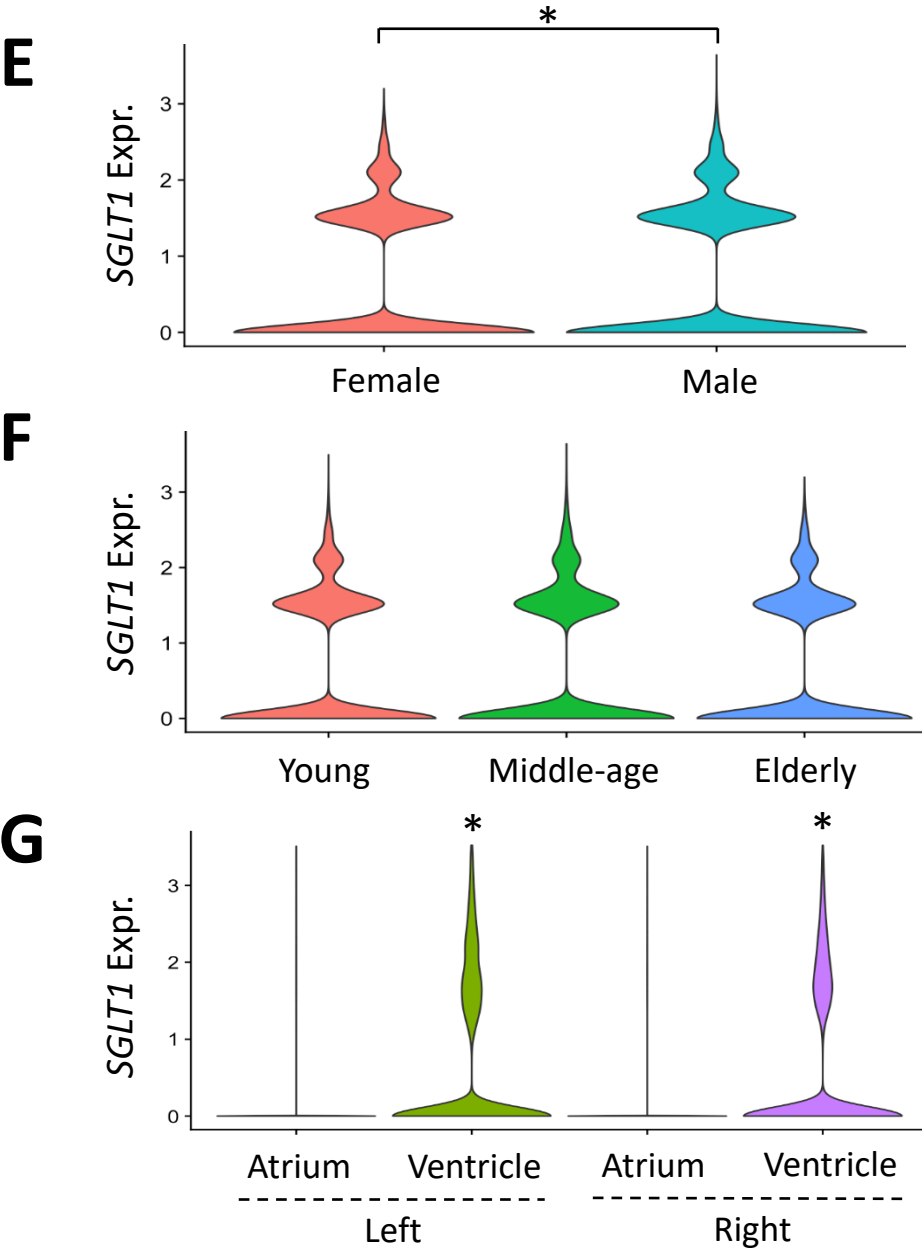 E
*
SGLT1 Expr.
3
2
1
0
Female Male
F
SGLT1 Expr.
3
2
1
0
Young Middle-age Elderly
G
* *
SGLT1 Expr.
3
2
1
0
Atrium Ventricle Atrium Ventricle
Left Right